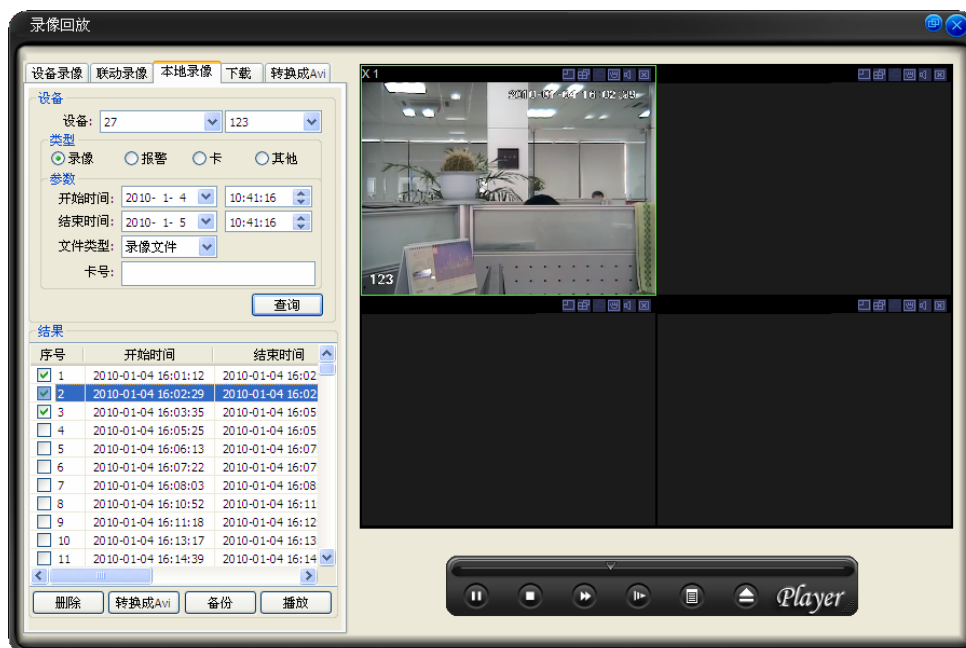 录像回放
设备录像 联动录像 本地录像 下载 转换成Avi
设备
设备: 27 123
类型
录像 报警 卡 其他
参数
开始时间: 2010- 1- 4 10:41:16
结束时间: 2010- 1- 5 10:41:16
文件类型: 录像文件
卡号:
查询
结果
序号 开始时间 结束时间
1 2010-01-04 16:01:12 2010-01-04 16:02
2 2010-01-04 16:02:29 2010-01-04 16:02
3 2010-01-04 16:03:35 2010-01-04 16:05
4 2010-01-04 16:05:25 2010-01-04 16:05
5 2010-01-04 16:06:13 2010-01-04 16:07
6 2010-01-04 16:07:22 2010-01-04 16:07
7 2010-01-04 16:08:03 2010-01-04 16:08
8 2010-01-04 16:10:52 2010-01-04 16:11
9 2010-01-04 16:11:18 2010-01-04 16:12
10 2010-01-04 16:13:17 2010-01-04 16:13
11 2010-01-04 16:14:39 2010-01-04 16:14
删除 转换成Avi 备份 播放
X 1
2010-01-04 16:02:39
123
Player